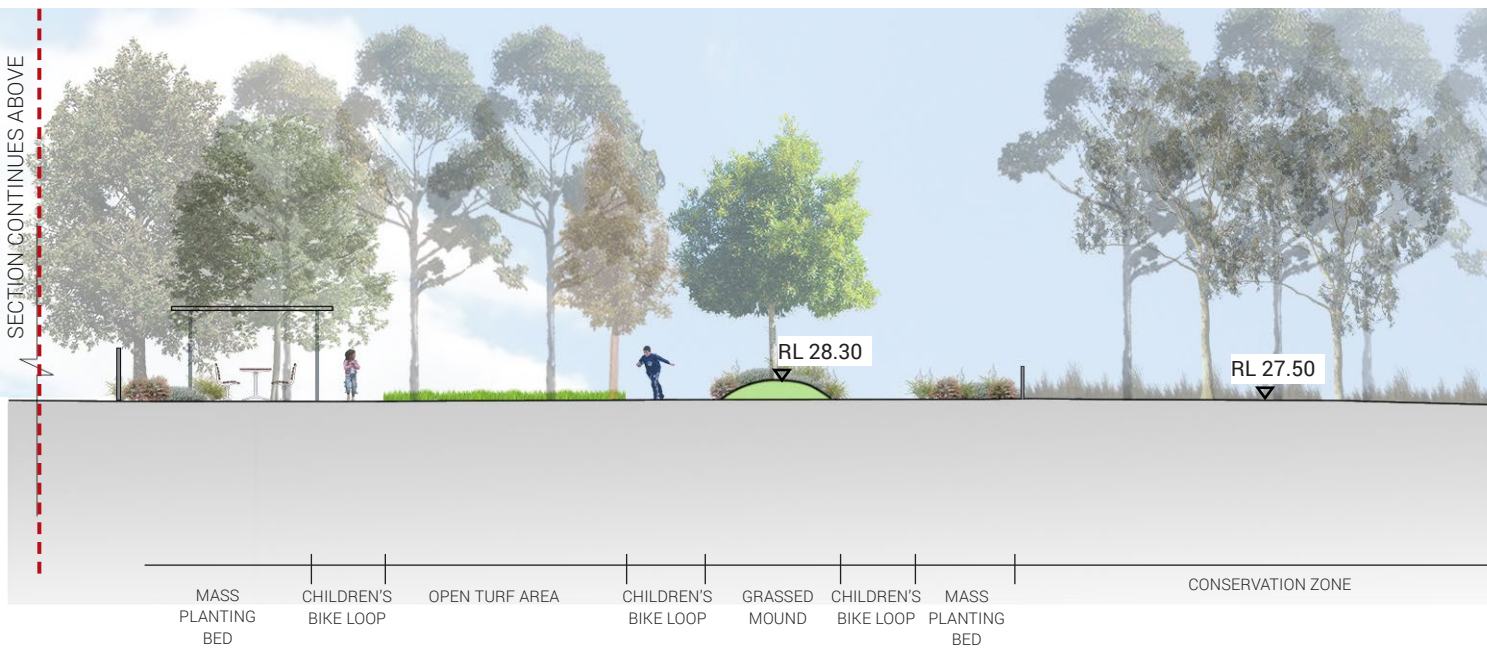 SECTION CONTINUES ABOVE
RL 28.30
RL 27.50
MASS
PLANTING
BED
CHILDREN'S
BIKE LOOP
OPEN TURF AREA
CHILDREN'S
BIKE LOOP
GRASSED
MOUND
CHILDREN'S
BIKE LOOP
MASS
PLANTING
BED
CONSERVATION ZONE